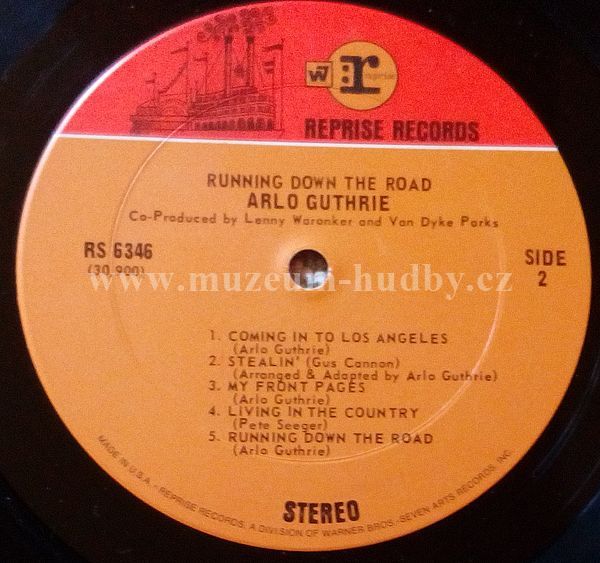 W7
r
reprise
REPRISE RECORDS
RUNNING DOWN THE ROAD
ARLO GUTHRIE
Co-Produced by Lenny Waronker and Van Dyke Parks
RS 6346
(30,900)
SIDE
2
www.muzeum-hudby.cz
1. COMING IN TO LOS ANGELES
(Arlo Guthrie)
2. STEALIN' (Gus Cannon)
(Arranged & Adapted by Arlo Guthrie)
3. MY FRONT PAGES
(Arlo Guthrie)
4. LIVING IN THE COUNTRY
(Pete Seeger)
5. RUNNING DOWN THE ROAD
(Arlo Guthrie)
STEREO
MADE IN U.S.A. - REPRISE RECORDS, A DIVISION OF WARNER BROS.-SEVEN ARTS RECORDS, INC.